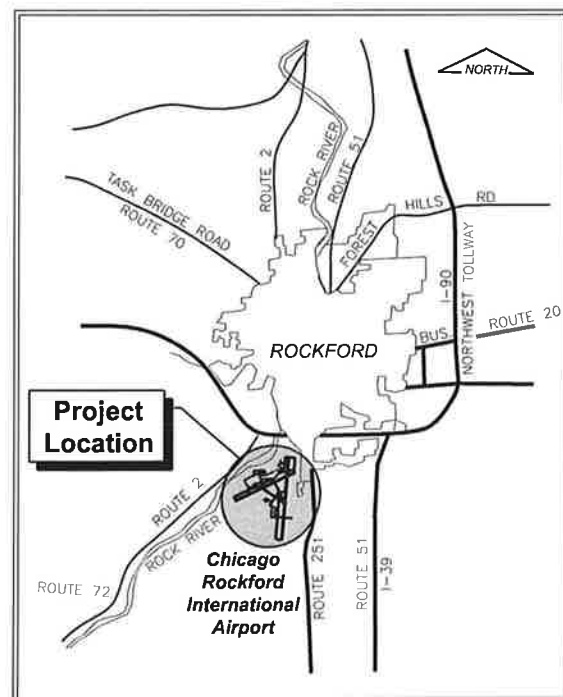 NORTH
ROUTE 2
ROCK RIVER
ROUTE 51
TASK BRIDGE ROAD
ROUTE 70
FOREST HILLS RD.
I-90
NORTHWEST TOLLWAY
BUS.
ROUTE 20
ROCKFORD
Project
Location
ROUTE 2
ROCK RIVER
ROUTE 72
Chicago
Rockford
International
Airport
ROUTE 251
ROUTE 51
I-39